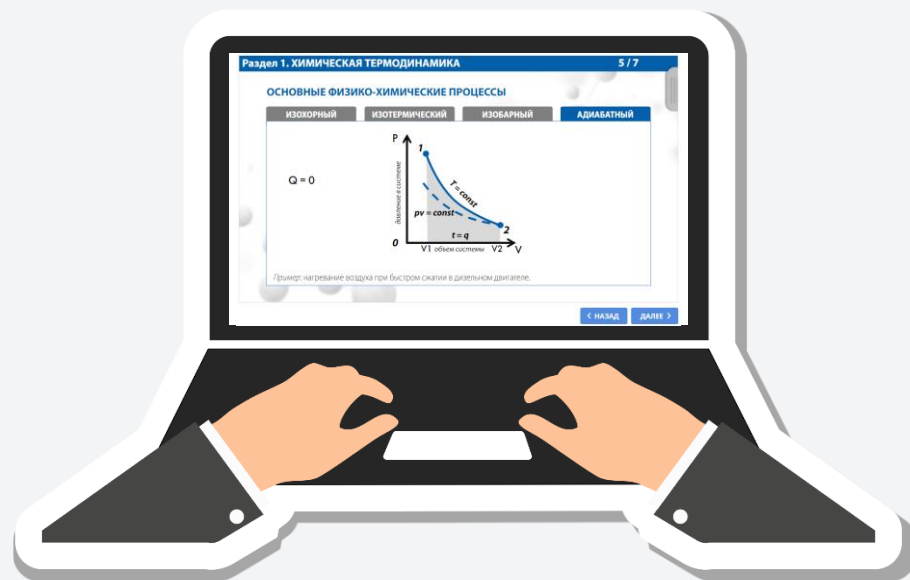 Раздел 1. ХИМИЧЕСКАЯ ТЕРМОДИНАМИКА 5 / 7
ОСНОВНЫЕ ФИЗИКО-ХИМИЧЕСКИЕ ПРОЦЕССЫ
ИЗОХОРНЫЙ ИЗОТЕРМИЧЕСКИЙ ИЗОБАРНЫЙ АДИАБАТНЫЙ
P
1
Q = 0
давление в системе
T = const
pv = const
2
t = q
0
V1 объем системы V2 V
Пример: нагревание воздуха при быстром сжатии в дизельном двигателе.
< НАЗАД ДАЛЕЕ >